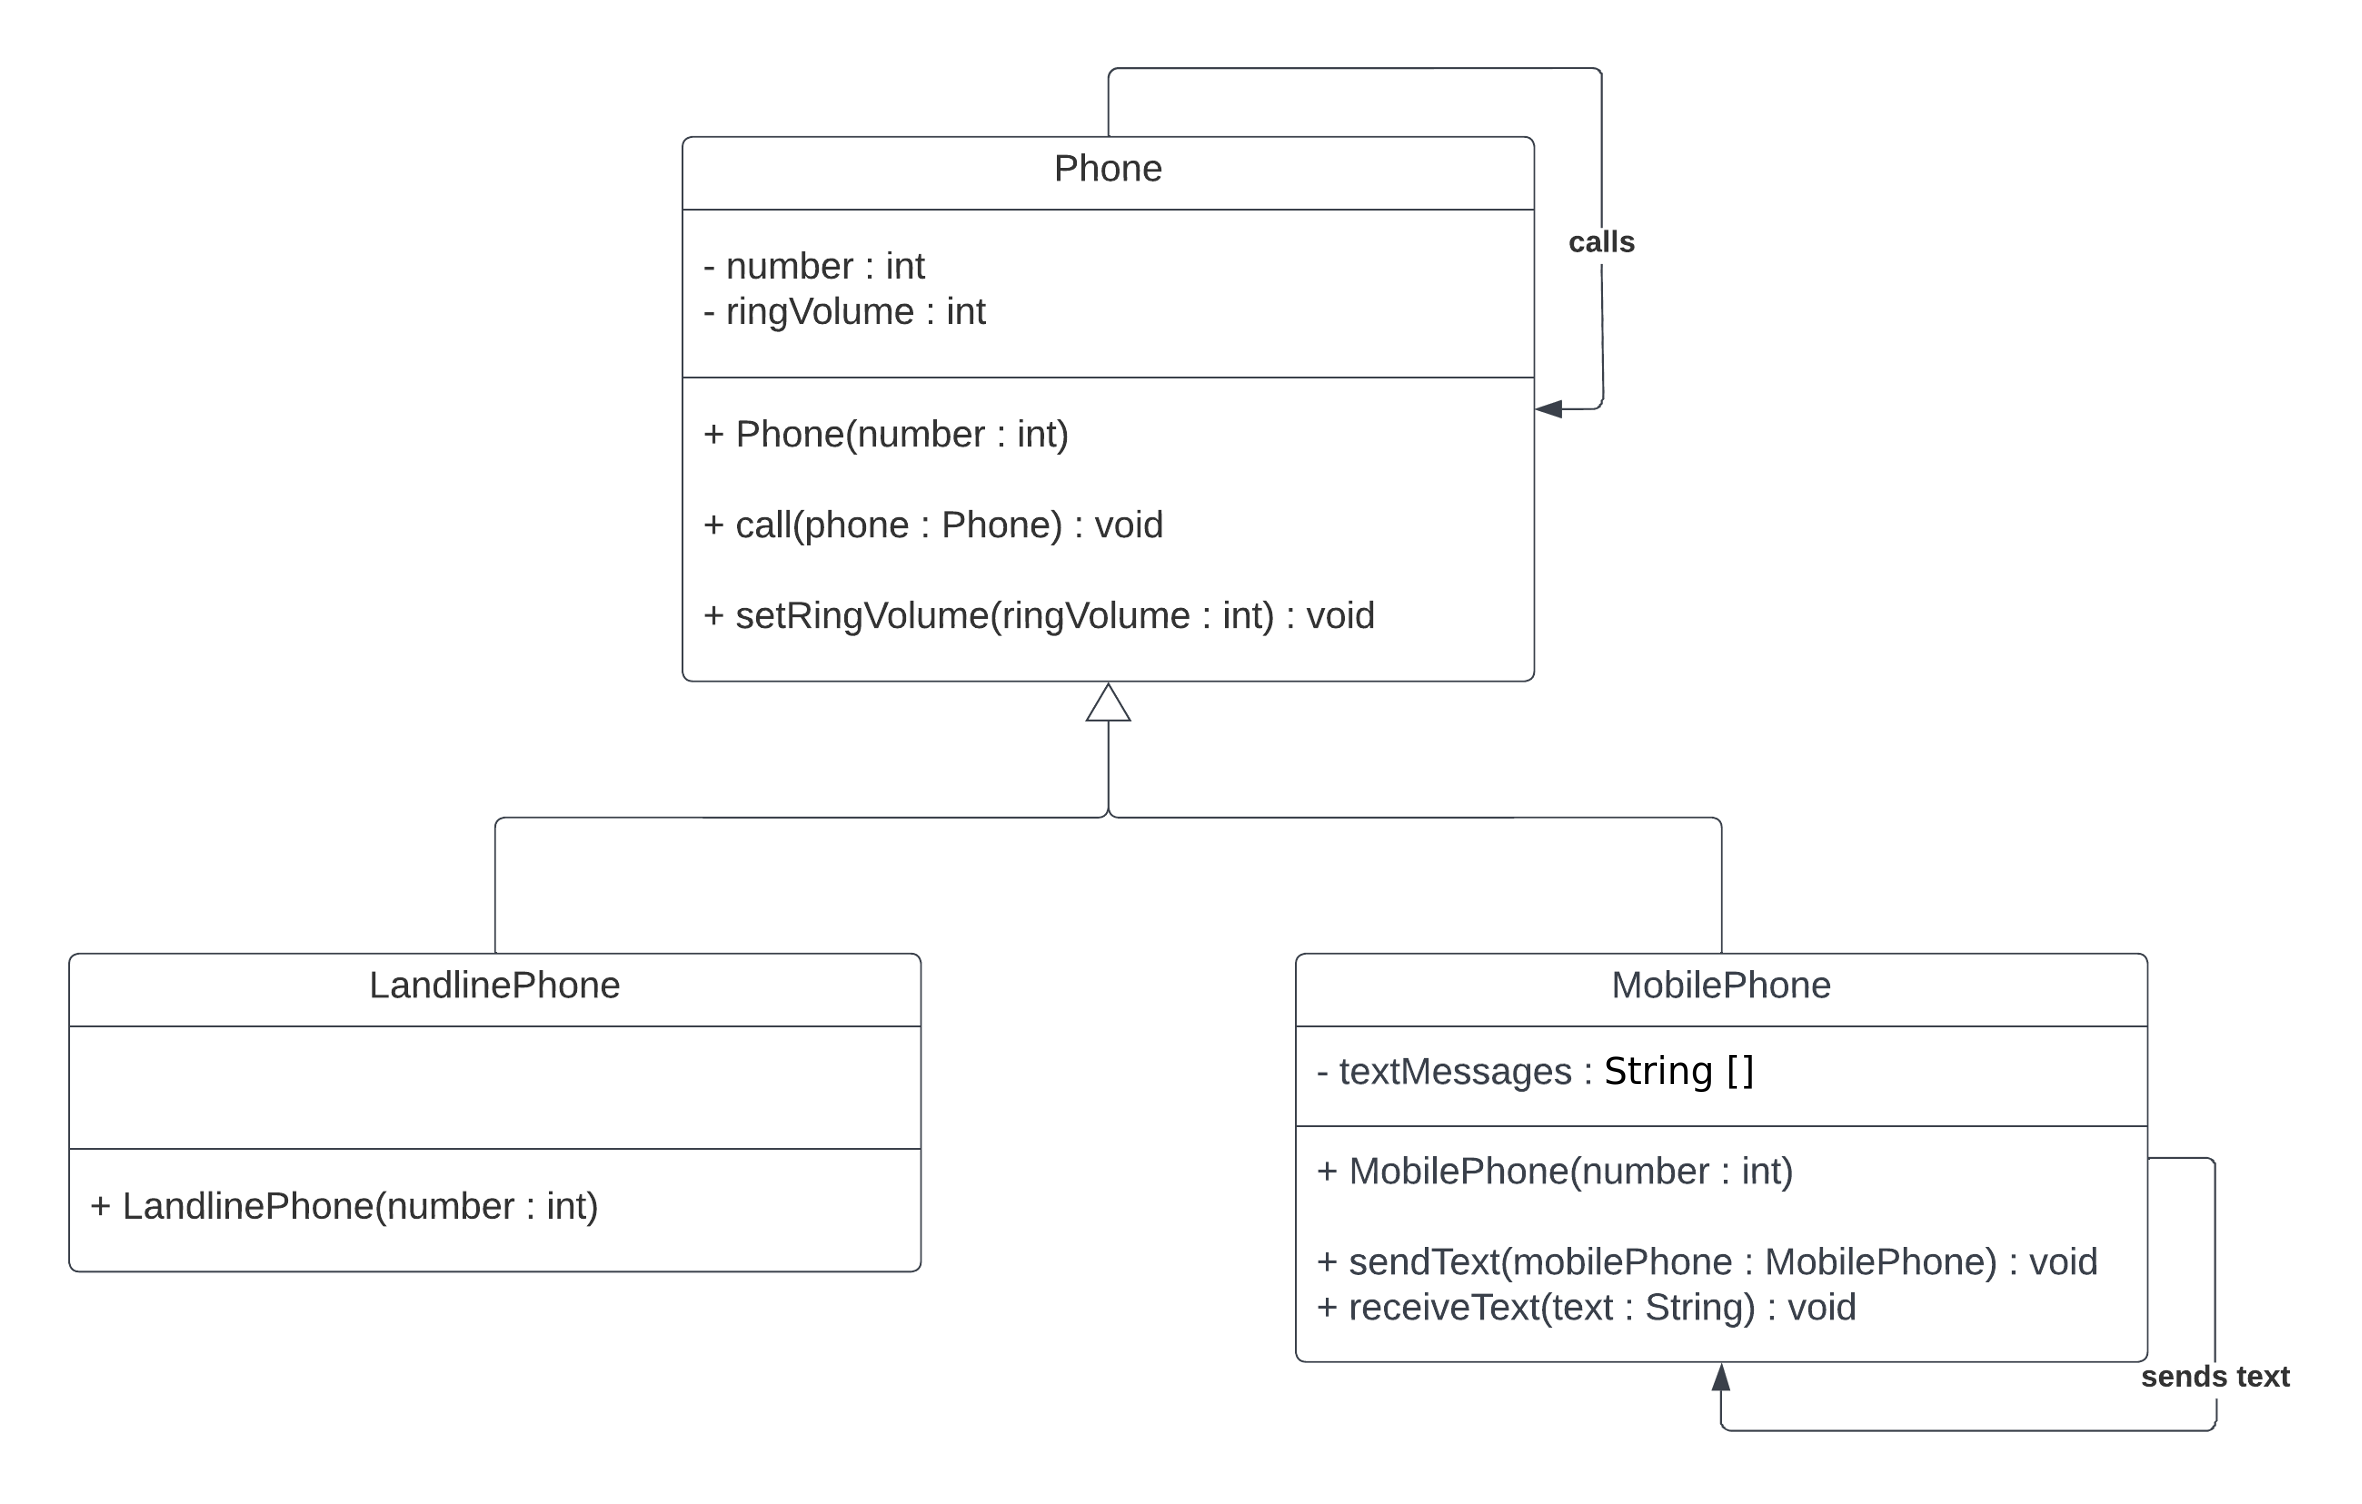 Phone
- number : int
- ringVolume : int
calls
+ Phone(number : int)
+ call(phone : Phone) : void
+ setRingVolume(ringVolume : int) : void
LandlinePhone
+ LandlinePhone(number : int)
MobilePhone
- textMessages : String []
+ MobilePhone(number : int)
+ sendText(mobilePhone : MobilePhone) : void
+ receiveText(text : String) : void
sends text